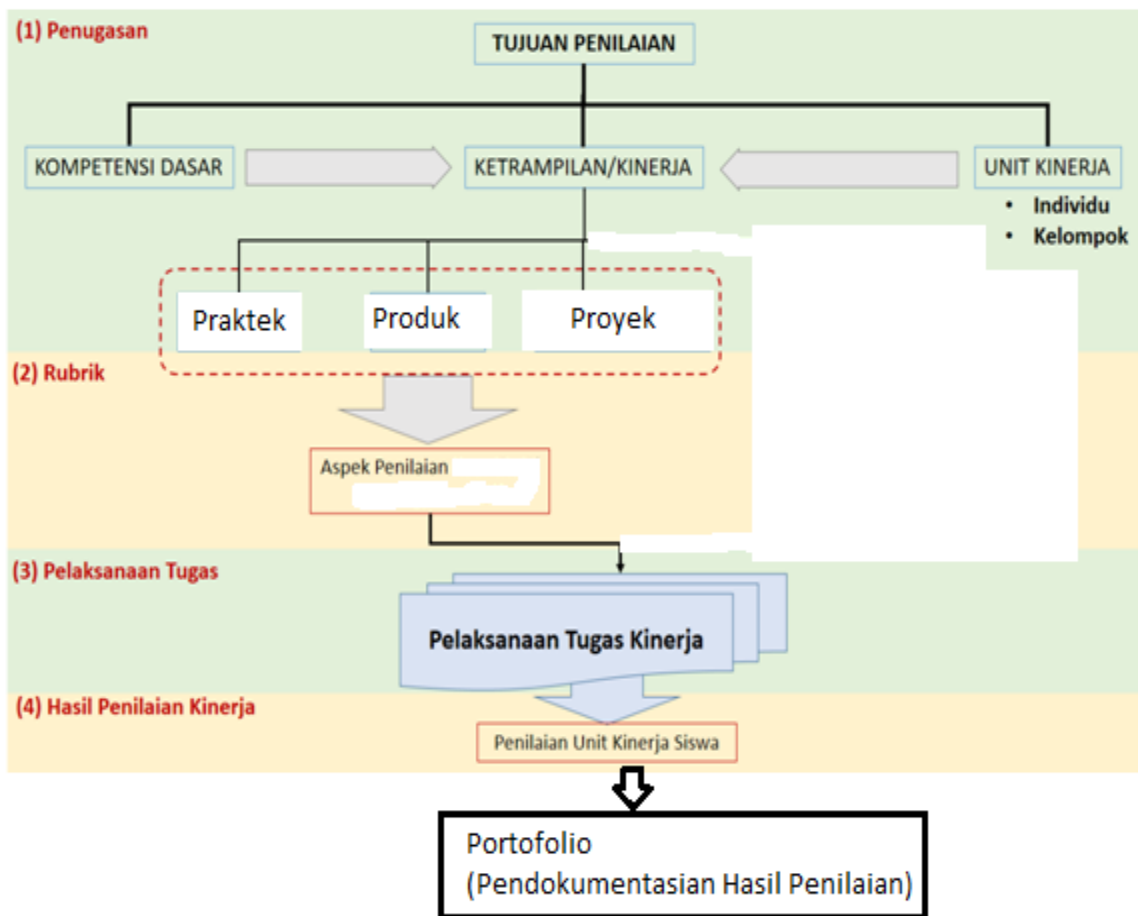 (1) Penugasan
TUJUAN PENILAIAN
KOMPETENSI DASAR
KETRAMPILAN/KINERJA
UNIT KINERJA
• Individu
• Kelompok
Praktek
Produk
Proyek
(2) Rubrik
Aspek Penilaian
(3) Pelaksanaan Tugas
Pelaksanaan Tugas Kinerja
(4) Hasil Penilaian Kinerja
Penilaian Unit Kinerja Siswa
Portofolio
(Pendokumentasian Hasil Penilaian)